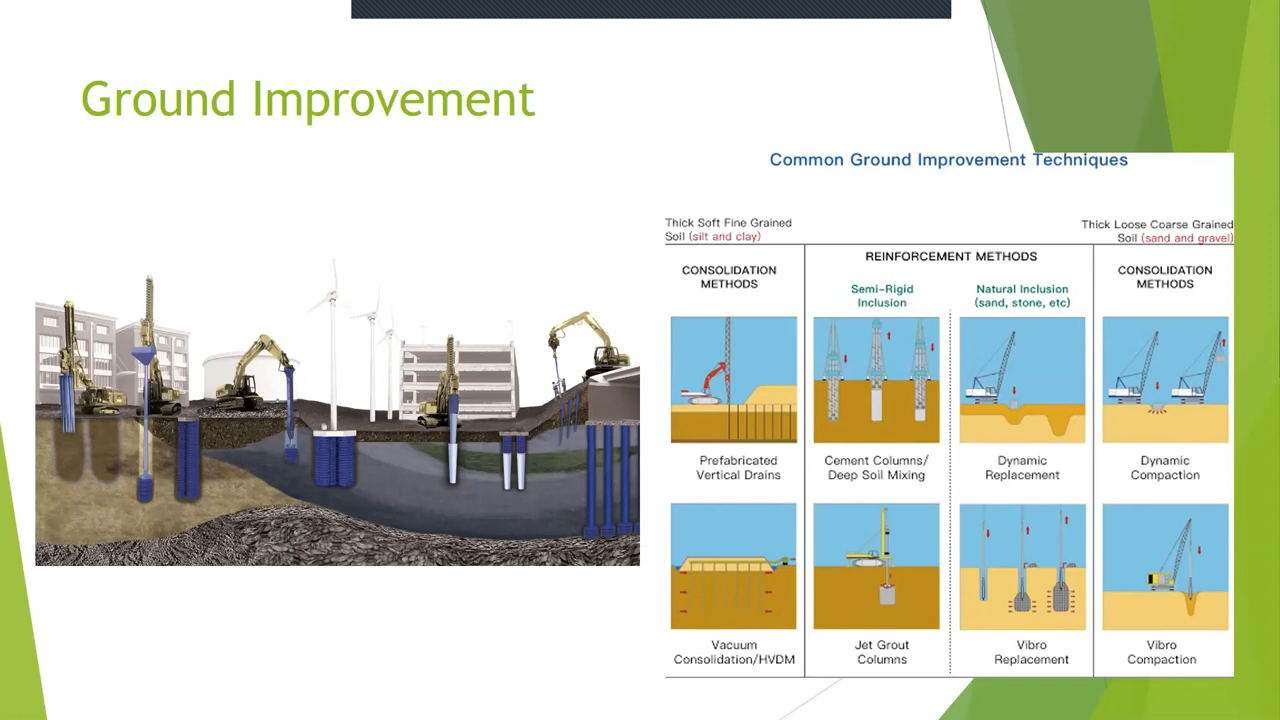 Ground Improvement
Common Ground Improvement Techniques
Thick Soft Fine Grained
Soil (silt and clay)
Thick Loose Coarse Grained
Soil (sand and gravel)
CONSOLIDATION
METHODS
REINFORCEMENT METHODS
Semi-Rigid
Inclusion
Natural Inclusion
(sand, stone, etc)
CONSOLIDATION
METHODS
Prefabricated
Vertical Drains
Cement Columns/
Deep Soil Mixing
Dynamic
Replacement
Dynamic
Compaction
Vacuum
Consolidation/HVDM
Jet Grout
Columns
Vibro
Replacement
Vibro
Compaction